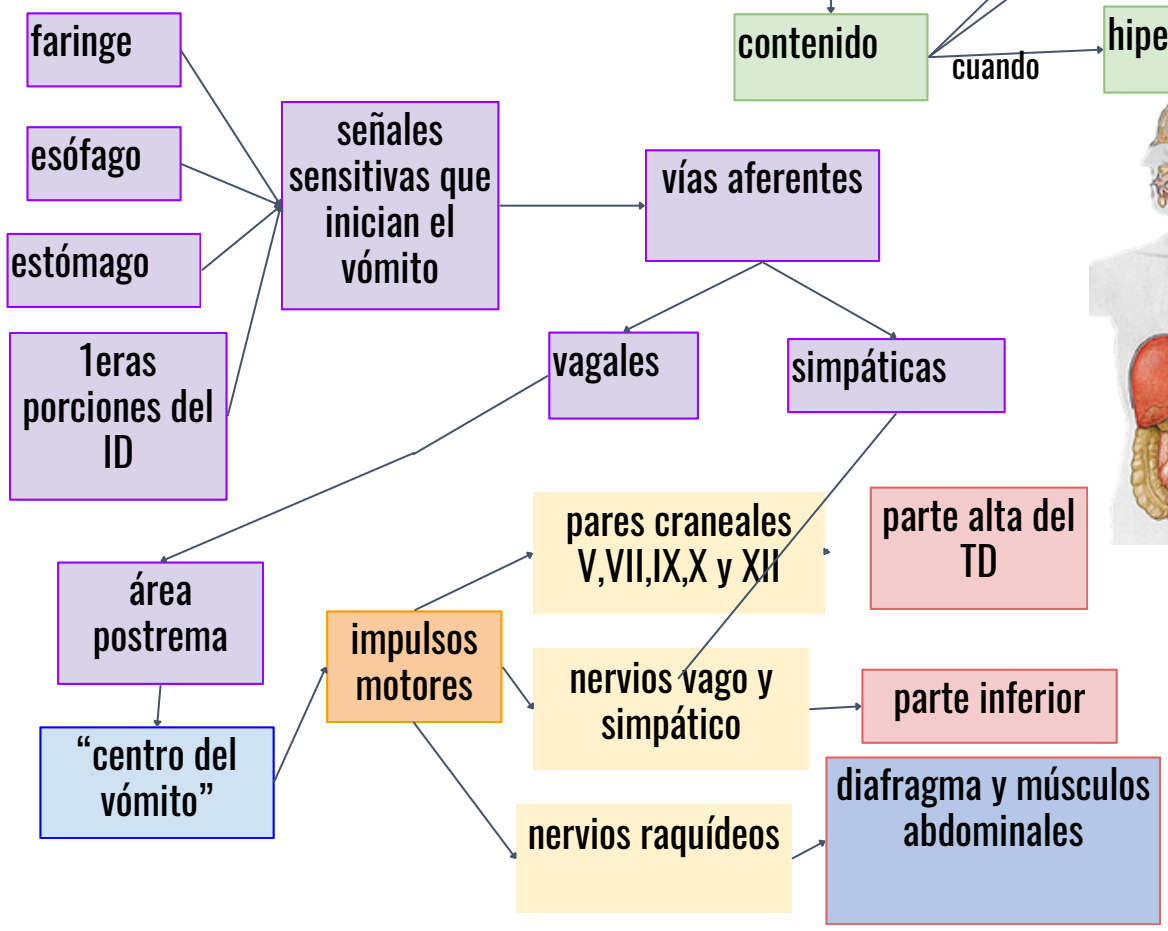 faringe
contenido
cuando
esófago
señales
sensitivas que
inician el
vómito
vías aferentes
estómago
1eras
porciones del
ID
vagales
simpáticas
pares craneales
V,VII,IX,X y XII
parte alta del
TD
área
postrema
impulsos
motores
nervios vago y
simpático
parte inferior
“centro del
vómito”
nervios raquídeos
diafragma y músculos
abdominales